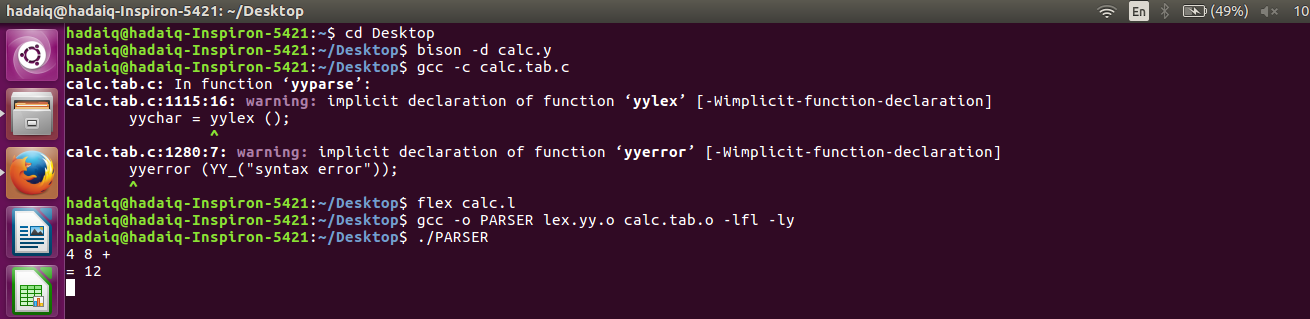 hadaiq@hadaiq-Inspiron-5421: ~/Desktop En (49%) 10
hadaiq@hadaiq-Inspiron-5421:~$ cd Desktop
hadaiq@hadaiq-Inspiron-5421:~/Desktop$ bison -d calc.y
hadaiq@hadaiq-Inspiron-5421:~/Desktop$ gcc -c calc.tab.c
calc.tab.c: In function ‘yyparse’:
calc.tab.c:1115:16: warning: implicit declaration of function ‘yylex’ [-Wimplicit-function-declaration]
yychar = yylex ();
^
calc.tab.c:1280:7: warning: implicit declaration of function ‘yyerror’ [-Wimplicit-function-declaration]
yyerror (YY_("syntax error"));
^
hadaiq@hadaiq-Inspiron-5421:~/Desktop$ flex calc.l
hadaiq@hadaiq-Inspiron-5421:~/Desktop$ gcc -o PARSER lex.yy.o calc.tab.o -lfl -ly
hadaiq@hadaiq-Inspiron-5421:~/Desktop$ ./PARSER
4 8 +
= 12